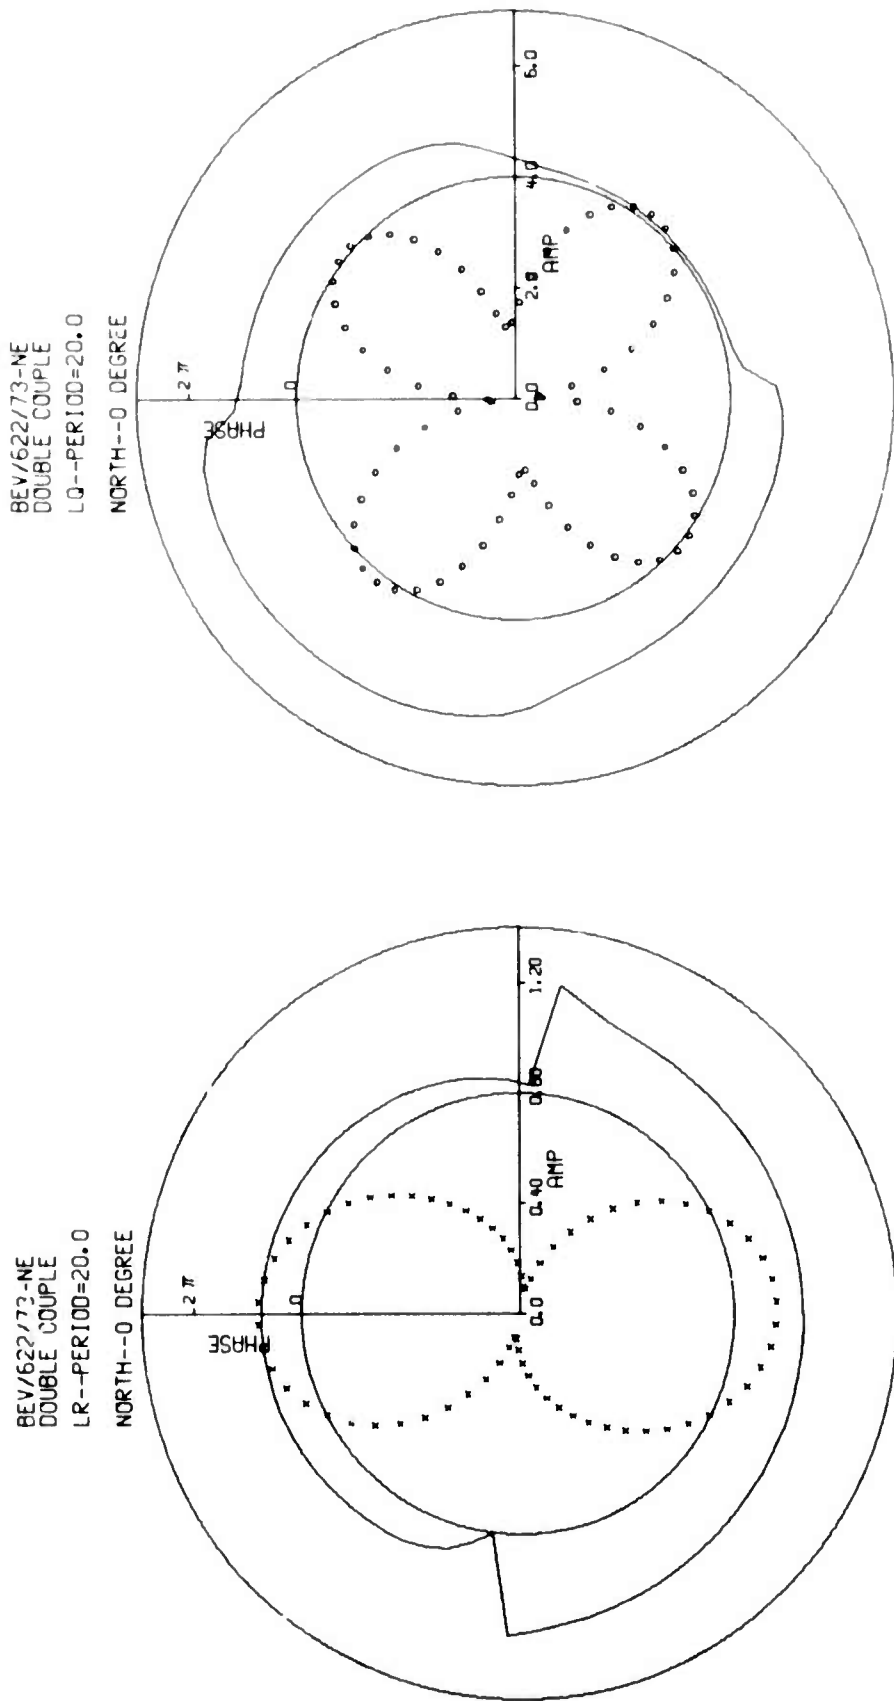 BEV/622/73-NE
DOUBLE COUPLE
LR--PERIOD=20.0
NORTH--0 DEGREE
2π
PHASE
0
0.0
0.40
0.80
1.20
AMP
BEV/622/73-NE
DOUBLE COUPLE
LQ--PERIOD=20.0
NORTH--0 DEGREE
2π
PHASE
0
0.0
2.0
4.0
6.0
AMP